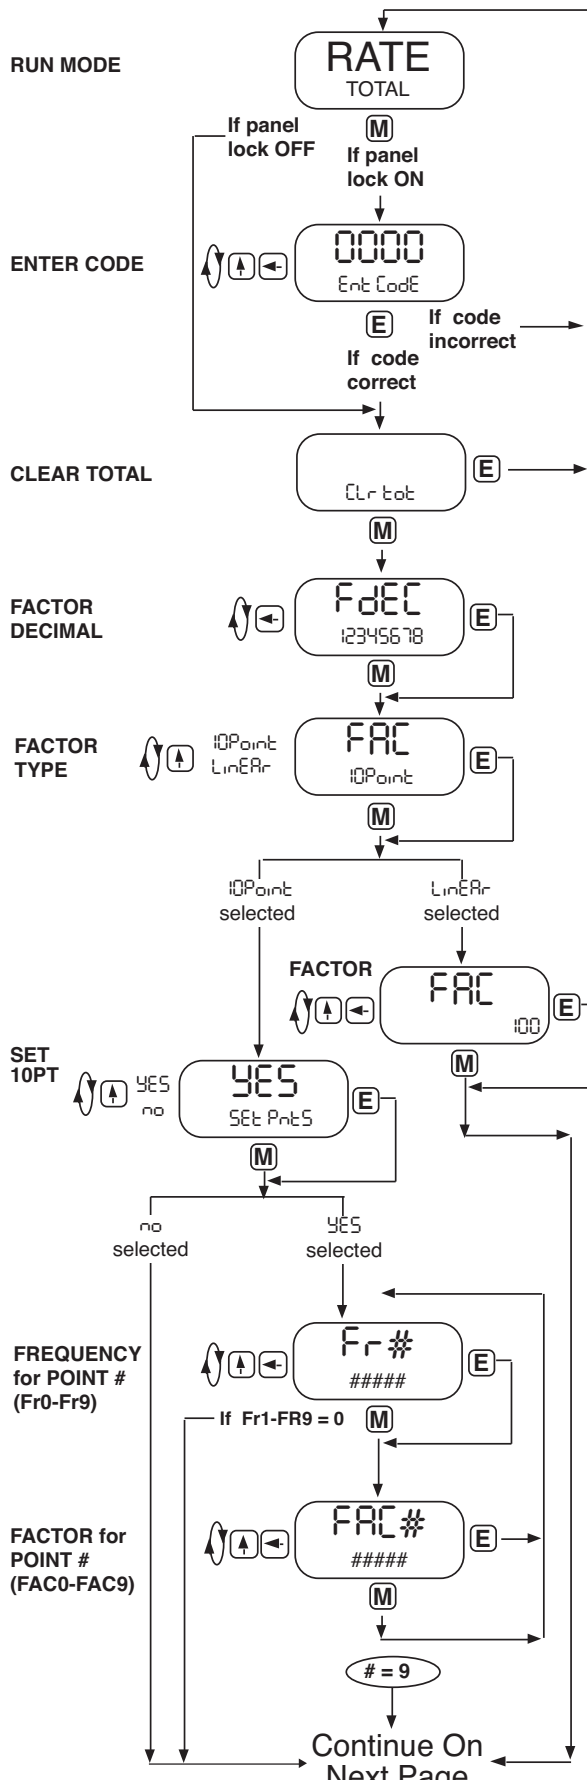 RUN MODE
RATE
TOTAL
If panel
lock OFF
M
If panel
lock ON
ENTER CODE
0000
Ent CodE
E
If code
incorrect
If code
correct
CLEAR TOTAL
CLr tot
E
M
FACTOR
DECIMAL
FdEC
12345678
E
M
FACTOR
TYPE
10Point
LinEAr
FAC
10Point
E
M
10Point
selected
LinEAr
selected
FACTOR
FAC
100
E
M
SET
10PT
YES
no
YES
SEt PntS
E
M
no
selected
YES
selected
FREQUENCY
for POINT #
(Fr0-Fr9)
Fr#
#####
E
If Fr1-FR9 = 0
M
FACTOR for
POINT #
(FAC0-FAC9)
FAC#
#####
E
M
# = 9
Continue On
Next Page